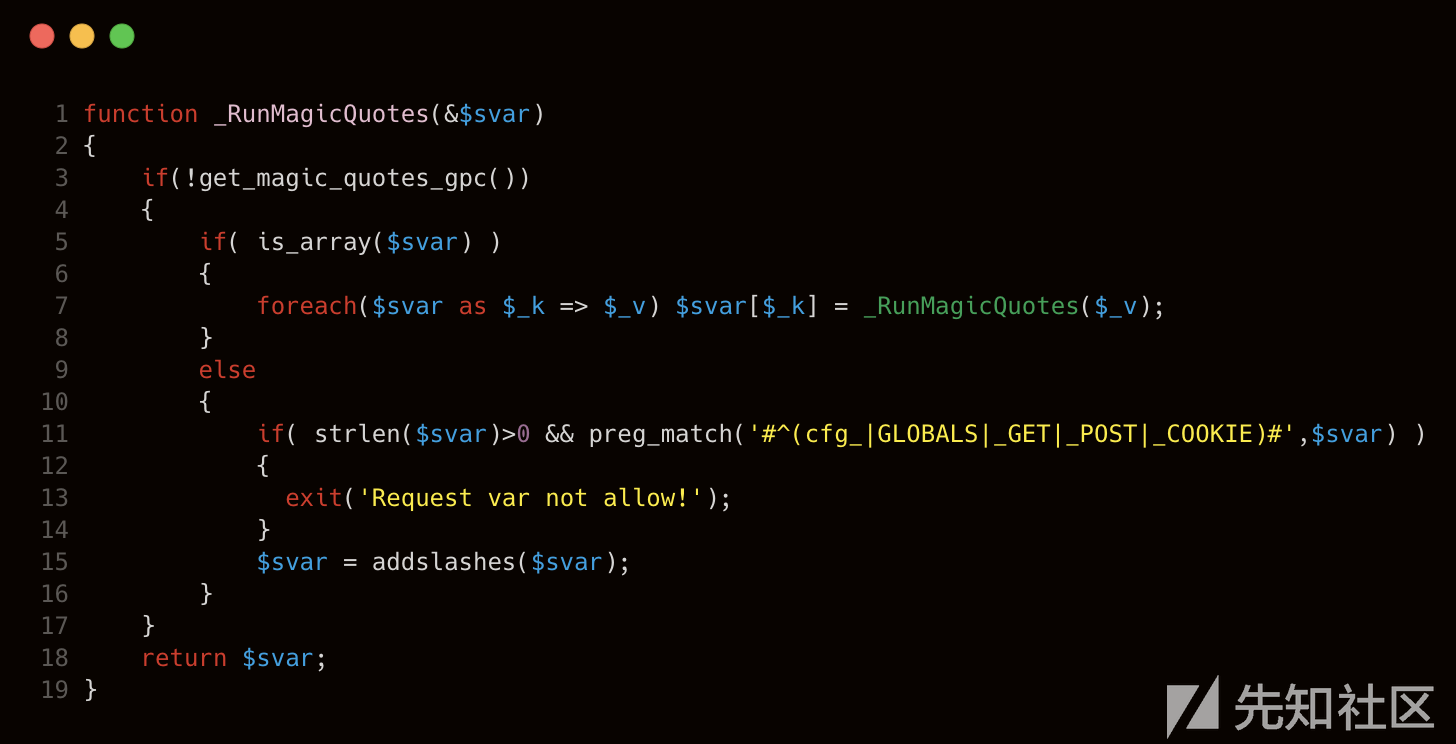 1 function _RunMagicQuotes(&$svar)
2 {
3     if(!get_magic_quotes_gpc())
4     {
5         if( is_array($svar) )
6         {
7             foreach($svar as $_k => $_v) $svar[$_k] = _RunMagicQuotes($_v);
8         }
9         else
10         {
11             if( strlen($svar)>0 && preg_match('#^(cfg_|GLOBALS|_GET|_POST|_COOKIE)#',$svar) )
12             {
13               exit('Request var not allow!');
14             }
15             $svar = addslashes($svar);
16         }
17     }
18     return $svar;
19 }
先知社区